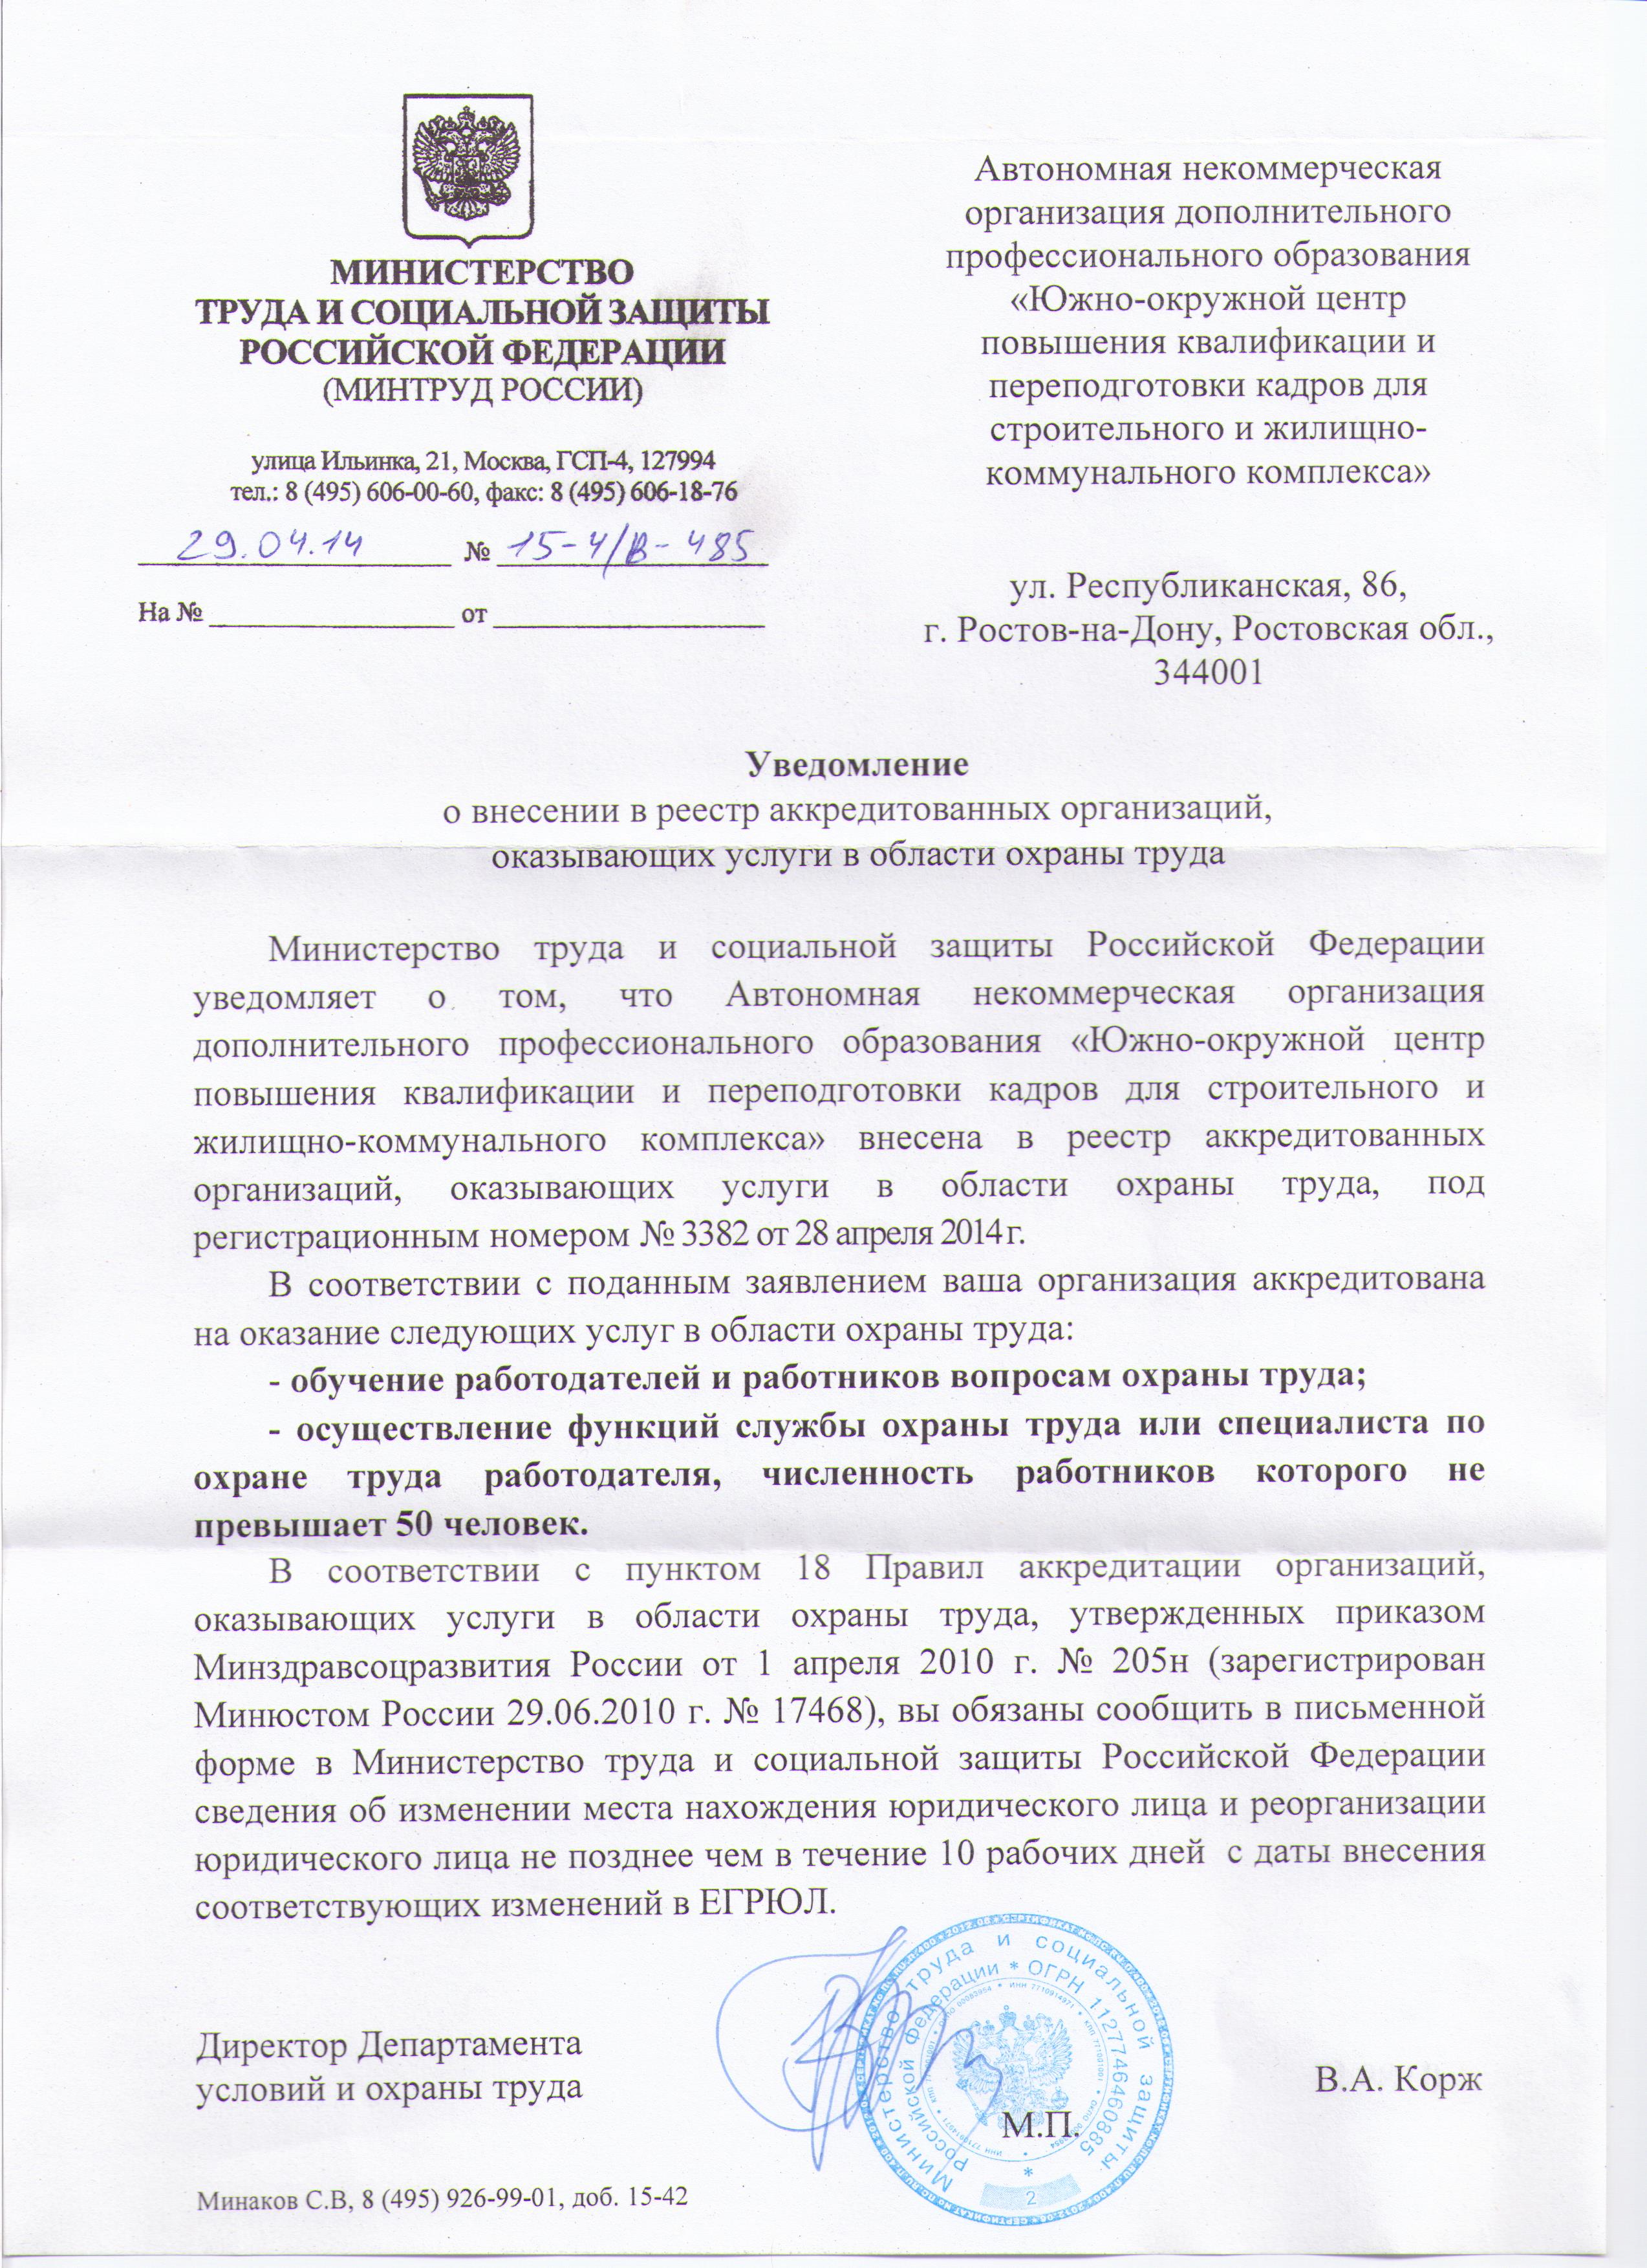 МИНИСТЕРСТВО
ТРУДА И СОЦИАЛЬНОЙ ЗАЩИТЫ
РОССИЙСКОЙ ФЕДЕРАЦИИ
(МИНТРУД РОССИИ)
улица Ильинка, 21, Москва, ГСП-4, 127994
тел.: 8 (495) 606-00-60, факс: 8 (495) 606-18-76
29.04.14 № 15-4/В-485
На № от
Автономная некоммерческая
организация дополнительного
профессионального образования
«Южно-окружной центр
повышения квалификации и
переподготовки кадров для
строительного и жилищно-
коммунального комплекса»
ул. Республиканская, 86,
г. Ростов-на-Дону, Ростовская обл.,
344001
Уведомление
о внесении в реестр аккредитованных организаций,
оказывающих услуги в области охраны труда
Министерство труда и социальной защиты Российской Федерации
уведомляет о том, что Автономная некоммерческая организация
дополнительного профессионального образования «Южно-окружной центр
повышения квалификации и переподготовки кадров для строительного и
жилищно-коммунального комплекса» внесена в реестр аккредитованных
организаций, оказывающих услуги в области охраны труда, под
регистрационным номером № 3382 от 28 апреля 2014 г.
В соответствии с поданным заявлением ваша организация аккредитована
на оказание следующих услуг в области охраны труда:
- обучение работодателей и работников вопросам охраны труда;
- осуществление функций службы охраны труда или специалиста по
охране труда работодателя, численность работников которого не
превышает 50 человек.
В соответствии с пунктом 18 Правил аккредитации организаций,
оказывающих услуги в области охраны труда, утвержденных приказом
Минздравсоцразвития России от 1 апреля 2010 г. № 205н (зарегистрирован
Минюстом России 29.06.2010 г. № 17468), вы обязаны сообщить в письменной
форме в Министерство труда и социальной защиты Российской Федерации
сведения об изменении места нахождения юридического лица и реорганизации
юридического лица не позднее чем в течение 10 рабочих дней с даты внесения
соответствующих изменений в ЕГРЮЛ.
Директор Департамента
условий и охраны труда
В.А. Корж
М.П.
Министерство труда и социальной защиты
Российской Федерации * ОГРН 1127746460885
*
2
Минаков С.В, 8 (495) 926-99-01, доб. 15-42